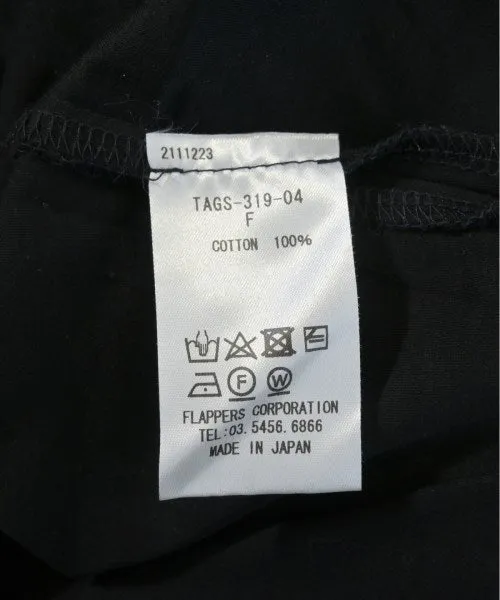 2111223
TAGS-319-04
F
COTTON 100%
F W
FLAPPERS CORPORATION
TEL:03.5456.6866
MADE IN JAPAN